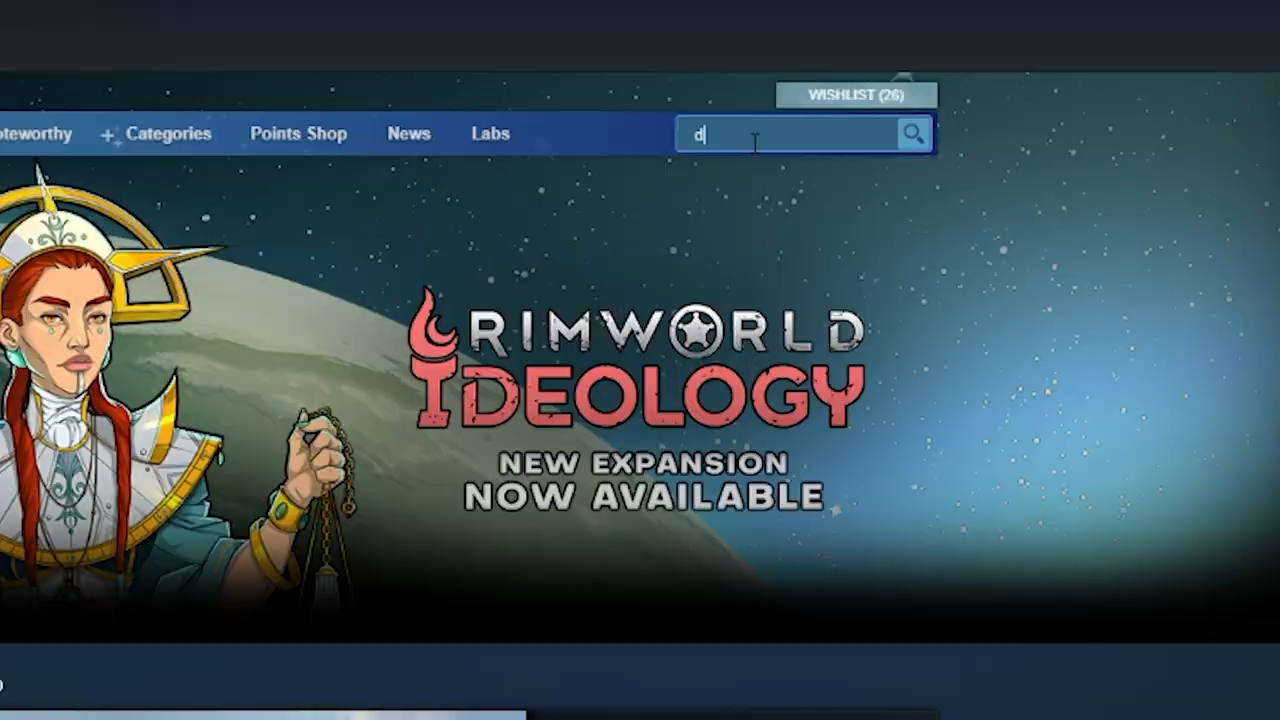 WISHLIST (26)
oteworthy Categories Points Shop News Labs
d
RIMWORLD
IDEOLOGY
NEW EXPANSION
NOW AVAILABLE